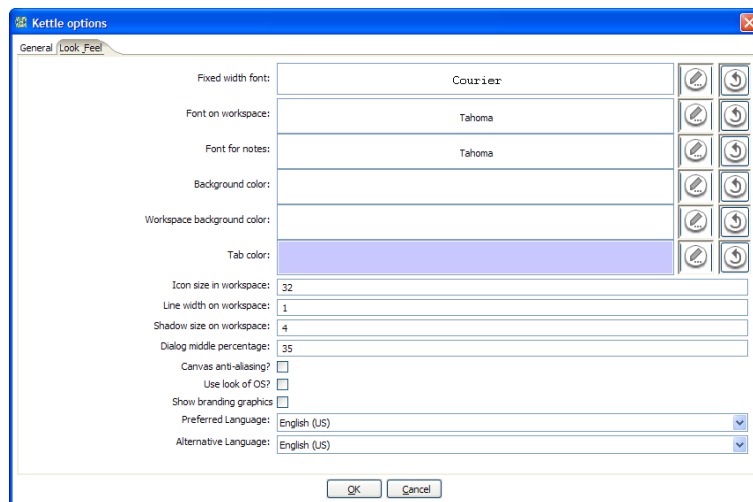 Kettle options
General Look_Feel
Fixed width font: Courier
Font on workspace: Tahoma
Font for notes: Tahoma
Background color:
Workspace background color:
Tab color:
Icon size in workspace: 32
Line width on workspace: 1
Shadow size on workspace: 4
Dialog middle percentage: 35
Canvas anti-aliasing?
Use look of OS?
Show branding graphics
Preferred Language: English (US)
Alternative Language: English (US)
OK Cancel